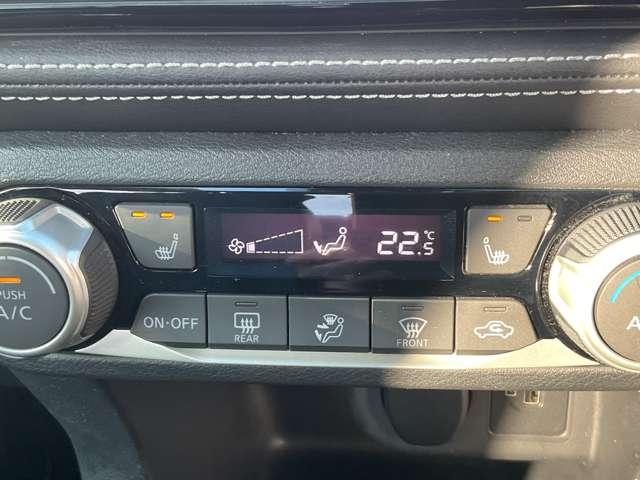 22.5 °C
PUSH
A/C
ON·OFF
REAR
FRONT